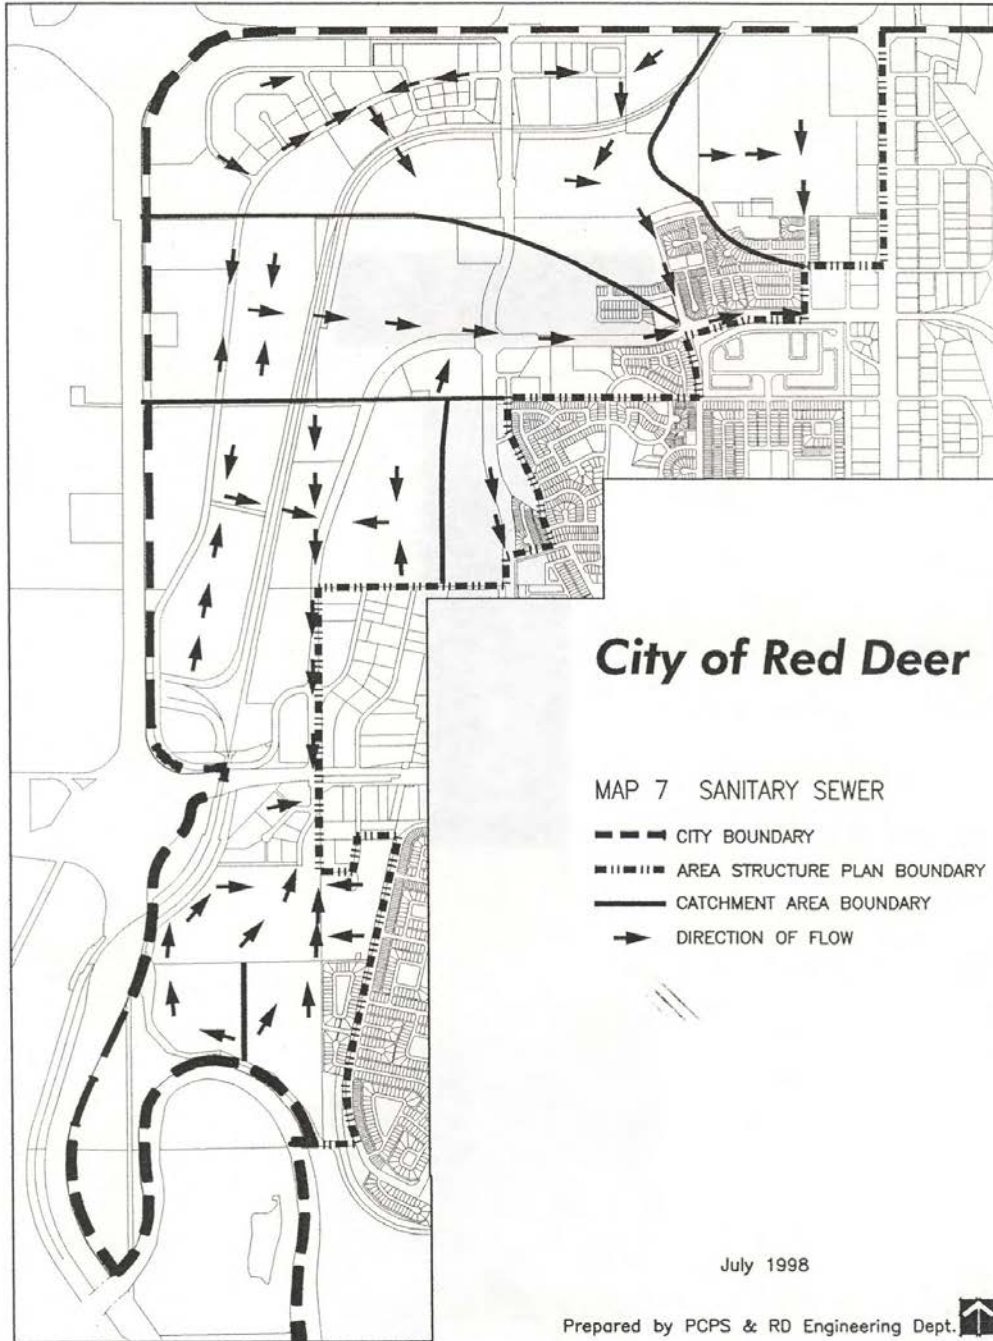 City of Red Deer
MAP 7 SANITARY SEWER
CITY BOUNDARY
AREA STRUCTURE PLAN BOUNDARY
CATCHMENT AREA BOUNDARY
DIRECTION OF FLOW
July 1998
Prepared by PCPS & RD Engineering Dept.